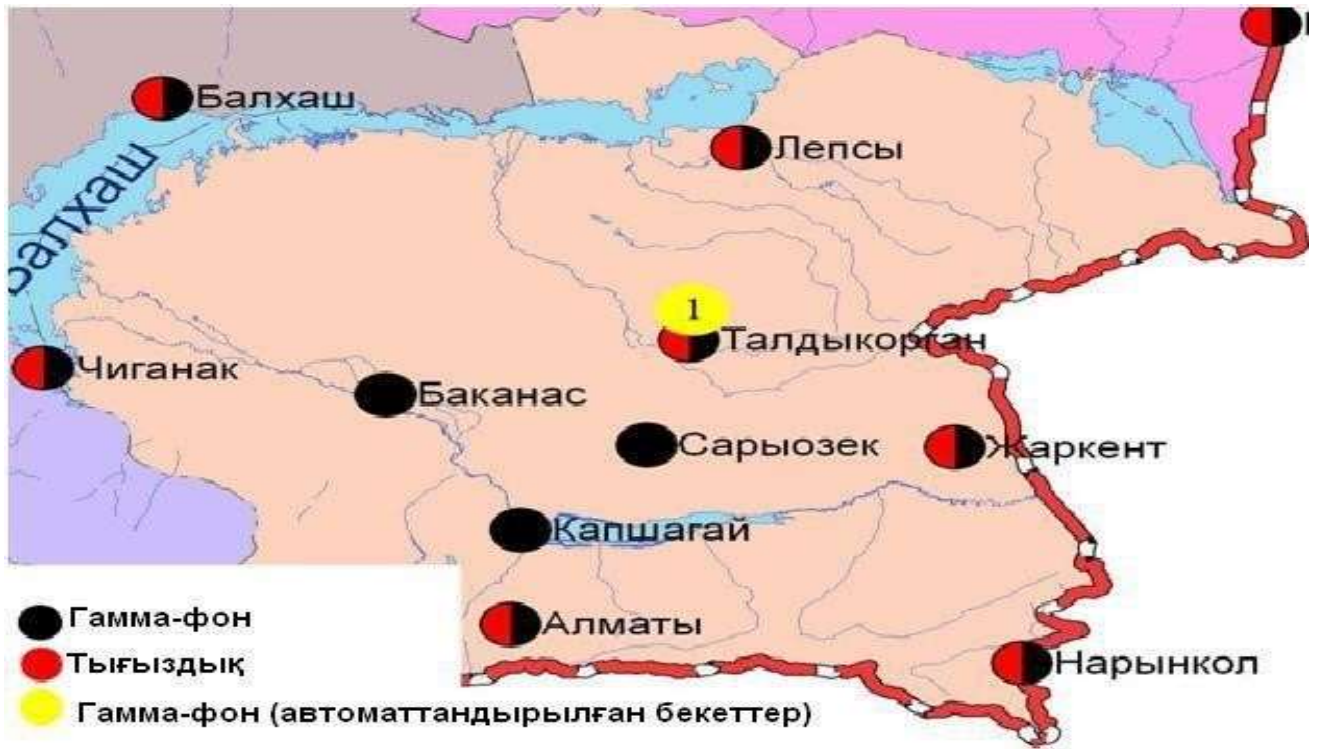 Балхаш
Лепсы
Балхаш
1
Талдыкорган
Чиганак
Баканас
Сарыозек
Жаркент
Капшагай
Алматы
Нарынкол
Гамма-фон
Тығыздық
Гамма-фон (автоматтандырылған бекеттер)